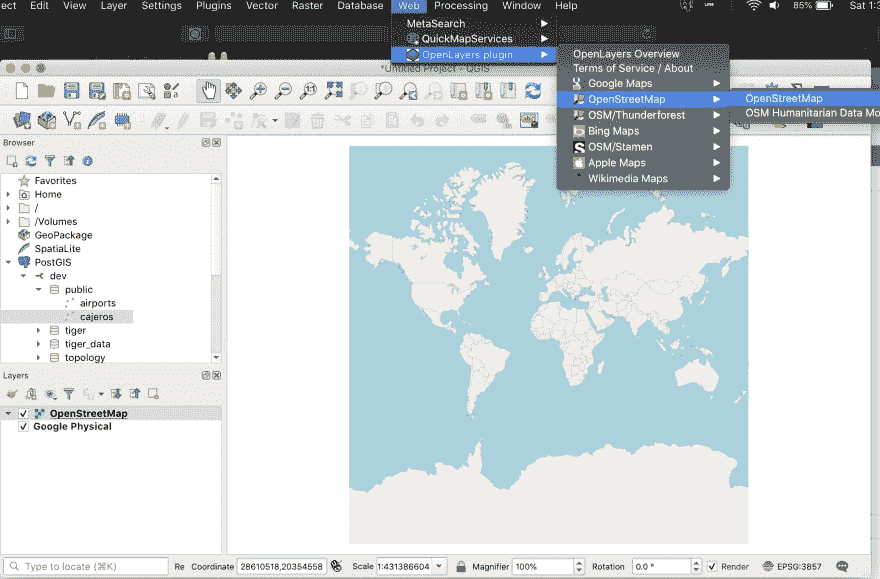 ect Edit View Layer Settings Plugins Vector Raster Database Web Processing Window Help 85% Sat 1:3
MetaSearch
QuickMapServices
OpenLayers plugin
OpenLayers Overview
Terms of Service / About
Google Maps
OpenStreetMap
OSM/Thunderforest
Bing Maps
OSM/Stamen
Apple Maps
Wikimedia Maps
OpenStreetMap
OSM Humanitarian Data Mo
*Untitled Project - QGIS
Browser
Favorites
Home
/
/Volumes
GeoPackage
SpatiaLite
PostGIS
dev
public
airports
cajeros
tiger
tiger_data
topology
Layers
OpenStreetMap
Google Physical
Type to locate (⌘K) Re Coordinate 28610518,20354558 Scale 1:431386604 Magnifier 100% Rotation 0.0 ° Render EPSG:3857